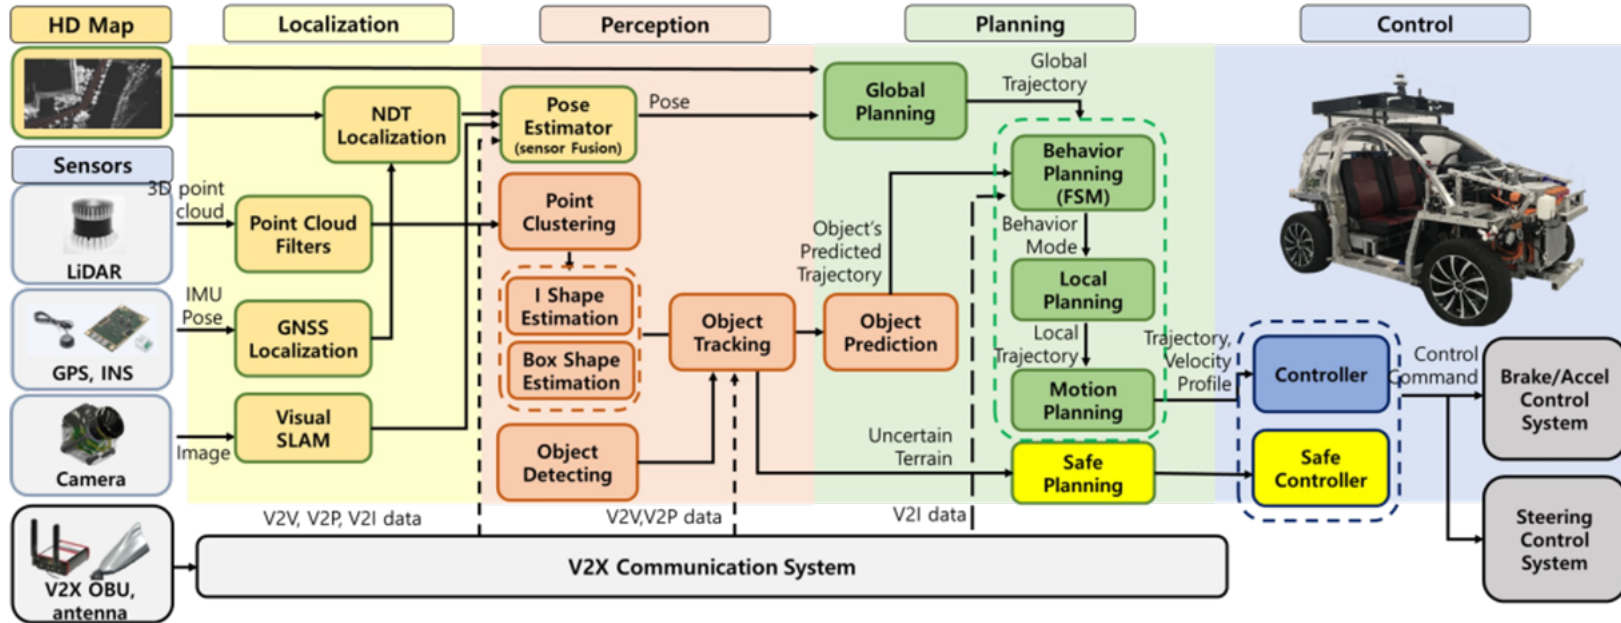 HD Map
Localization
Perception
Planning
Control
NDT
Localization
Pose
Estimator
(sensor Fusion)
Pose
Global
Planning
Global
Trajectory
Sensors
3D point
cloud
LiDAR
Point Cloud
Filters
Point
Clustering
Behavior
Planning
(FSM)
Object's
Predicted
Trajectory
Behavior
Mode
IMU
Pose
GPS, INS
GNSS
Localization
I Shape
Estimation
Box Shape
Estimation
Object
Tracking
Object
Prediction
Local
Planning
Local
Trajectory
Motion
Planning
Trajectory,
Velocity
Profile
Controller
Control
Command
Brake/Accel
Control
System
Image
Camera
Visual
SLAM
Object
Detecting
Uncertain
Terrain
Safe
Planning
Safe
Controller
Steering
Control
System
V2V, V2P, V2I data
V2V,V2P data
V2I data
V2X OBU,
antenna
V2X Communication System